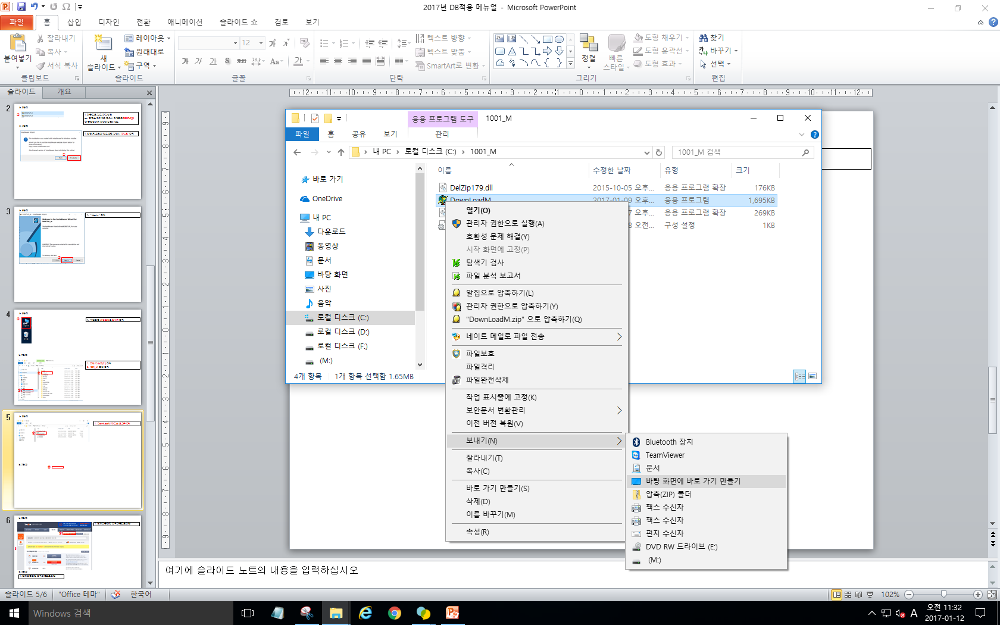 2017년 DB적용 메뉴얼 - Microsoft PowerPoint
파일 홈 삽입 디자인 전환 애니메이션 슬라이드 쇼 검토 보기
붙여넣기 잘라내기 복사 서식 복사
새 슬라이드 레이아웃 원래대로 구역
12
가 가 가 S 가나 Aa 가
텍스트 방향
텍스트 맞춤
SmartArt로 변환
정렬 빠른 스타일
도형 채우기
도형 윤곽선
도형 효과
찾기
바꾸기
선택
클립보드 슬라이드 글꼴 단락 그리기 편집
슬라이드 개요
2
3
4
5
6
응용 프로그램 도구 1001_M
파일 홈 공유 보기 관리
내 PC 로컬 디스크 (C:) 1001_M
1001_M 검색
바로 가기
OneDrive
내 PC
다운로드
동영상
문서
바탕 화면
사진
음악
로컬 디스크 (C:)
로컬 디스크 (D:)
로컬 디스크 (F:)
(M:)
이름 수정한 날짜 유형 크기
DelZip179.dll 2015-10-05 오후... 응용 프로그램 확장 176KB
DownLoadM 2017-01-09 오후... 응용 프로그램 1,695KB
7 오후... 응용 프로그램 확장 269KB
8 오전... 구성 설정 1KB
4개 항목 1개 항목 선택함 1.65MB
열기(O)
관리자 권한으로 실행(A)
호환성 문제 해결(Y)
시작 화면에 고정(P)
탐색기 검사
파일 분석 보고서
알집으로 압축하기(L)
관리자 권한으로 압축하기(Y)
"DownLoadM.zip" 으로 압축하기(Q)
네이트 메일로 파일 전송
파일보호
파일격리
파일완전삭제
작업 표시줄에 고정(K)
보안문서 변환관리
이전 버전 복원(V)
보내기(N)
잘라내기(T)
복사(C)
바로 가기 만들기(S)
삭제(D)
이름 바꾸기(M)
속성(R)
Bluetooth 장치
TeamViewer
문서
바탕 화면에 바로 가기 만들기
압축(ZIP) 폴더
팩스 수신자
팩스 수신자
편지 수신자
DVD RW 드라이브 (E:)
(M:)
여기에 슬라이드 노트의 내용을 입력하십시오
슬라이드 5/6 "Office 테마" 한국어 102%
Windows 검색
A 오전 11:32
2017-01-12